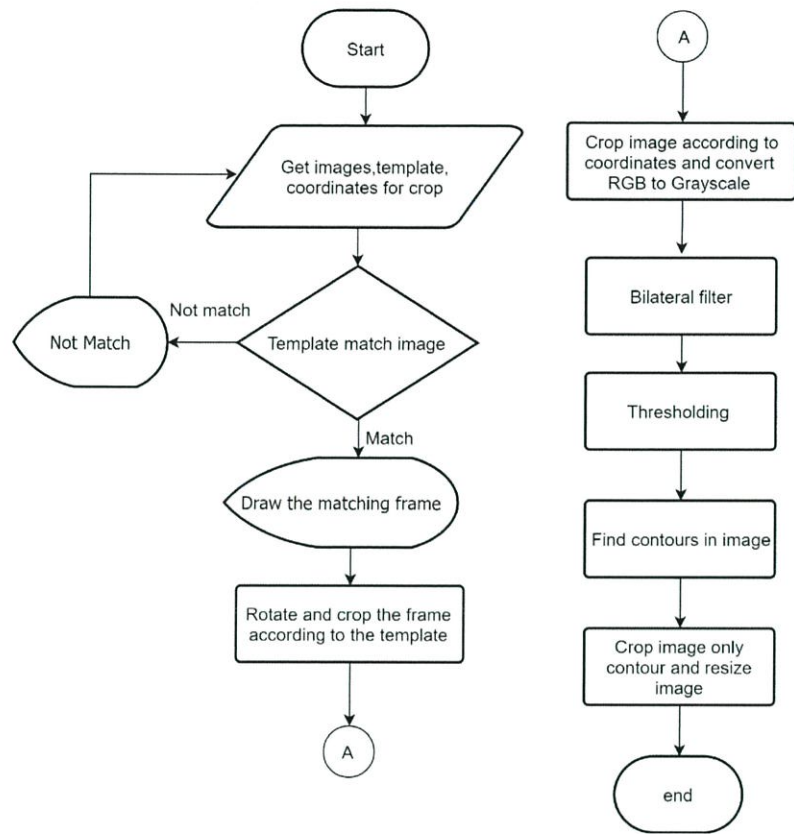 Start
Get images,template,
coordinates for crop
Not match
Not Match
Template match image
Match
Draw the matching frame
Rotate and crop the frame
according to the template
A
A
Crop image according to
coordinates and convert
RGB to Grayscale
Bilateral filter
Thresholding
Find contours in image
Crop image only
contour and resize
image
end